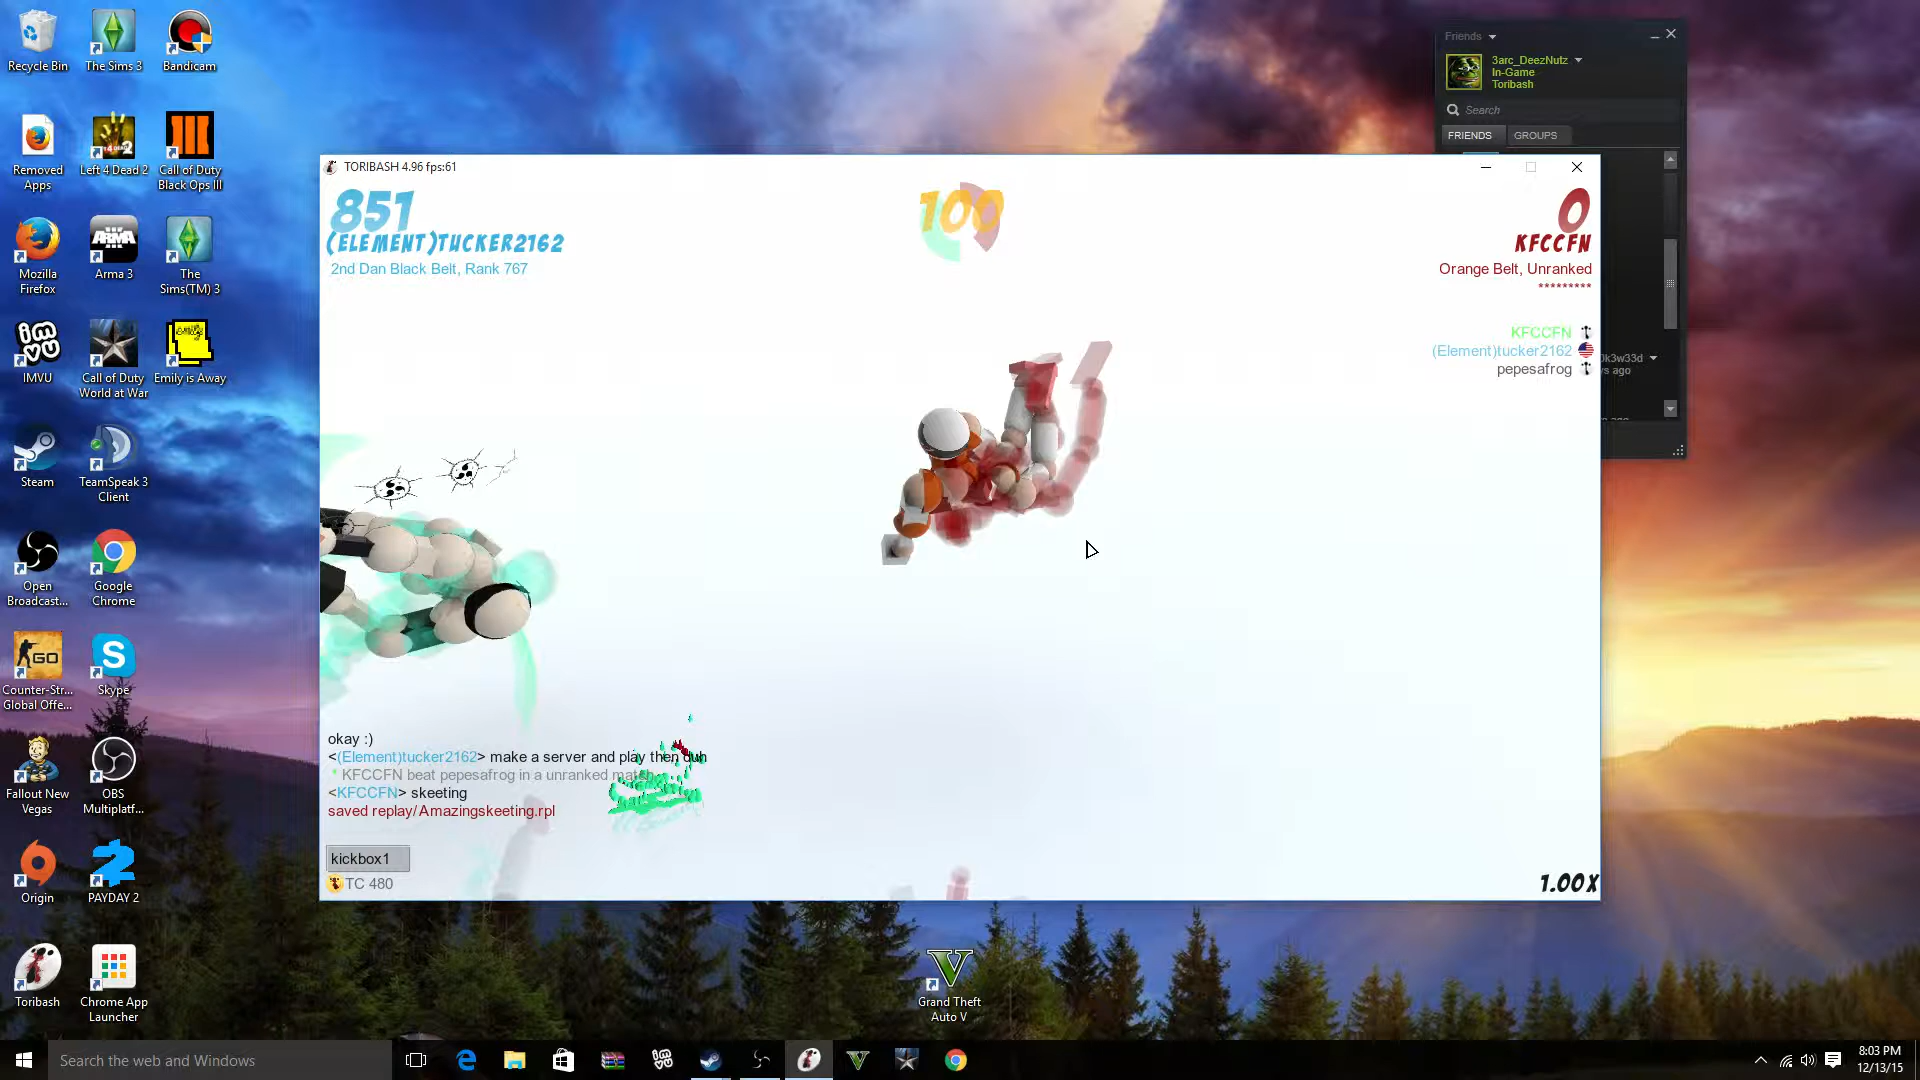 Recycle Bin
The Sims 3
Bandicam
Removed
Apps
Left 4 Dead 2
Call of Duty
Black Ops III
Mozilla
Firefox
Arma 3
The
Sims(TM) 3
IMVU
Call of Duty
World at War
Emily is Away
Steam
TeamSpeak 3
Client
Open
Broadcast...
Google
Chrome
Counter-Str...
Global Offe...
Skype
Fallout New
Vegas
OBS
Multiplatf...
Origin
PAYDAY 2
Toribash
Chrome App
Launcher
Grand Theft
Auto V
Friends
3arc_DeezNutz
In-Game
Toribash
Search
FRIENDS
GROUPS
TORIBASH 4.96 fps:61
851
(ELEMENT)TUCKER2162
2nd Dan Black Belt, Rank 767
100
0
KFCCFN
Orange Belt, Unranked
*********
KFCCFN
(Element)tucker2162
pepesafrog
0k3w33d
ys ago
okay :)
<(Element)tucker2162> make a server and play then duh
* KFCCFN beat pepesafrog in a unranked match.
<KFCCFN> skeeting
saved replay/Amazingskeeting.rpl
kickbox1
TC 480
1.00X
Search the web and Windows
8:03 PM
12/13/15